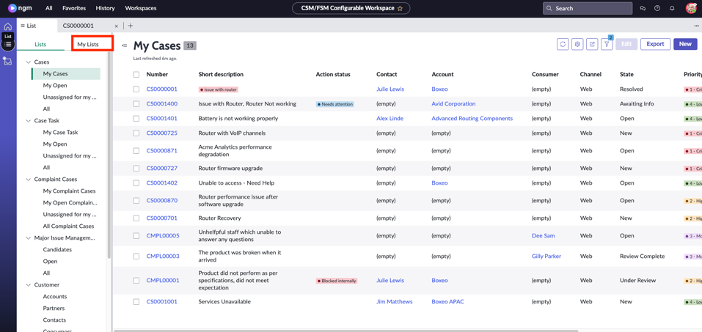 ngm All Favorites History Workspaces CSM/FSM Configurable Workspace Search
List CS0000001
List
Lists My Lists
My Cases 13
Last refreshed 6m ago.
Edit Export New
Cases
My Cases
My Open
Unassigned for my ...
All
Case Task
My Case Task
My Open
Unassigned for my ...
All
Complaint Cases
My Complaint Cases
My Open Complain...
Unassigned for my ...
All Complaint Cases
Major Issue Managem...
Candidates
Open
All
Customer
Accounts
Partners
Contacts
Consumers
Number Short description Action status Contact Account Consumer Channel State Priority
CS0000001 Issue with router Julie Lewis Boxeo (empty) Web Resolved 1 - Cri
CS0001400 Issue with Router, Router Not working Needs attention (empty) Avid Corporation (empty) Web Awaiting Info 4 - Lo
CS0001401 Battery is not working properly Alex Linde Advanced Routing Components (empty) Web Open 4 - Lo
CS0000725 Router with VoIP channels (empty) (empty) (empty) Web New 1 - Cri
CS0000871 Acme Analytics performance
degradation (empty) (empty) (empty) Web Open 1 - Cri
CS0000727 Router firmware upgrade (empty) (empty) (empty) Web New 1 - Cri
CS0001402 Unable to access - Need Help (empty) Boxeo (empty) Web Open 4 - Lo
CS0000870 Router performance issue after
software upgrade (empty) (empty) (empty) Web Open 2 - Hi
CS0000701 Router Recovery (empty) (empty) (empty) Web New 2 - Hi
CMPL00005 Unhelpful staff which unable to
answer any questions (empty) Dee Sam Web Open 3 - Mo
CMPL00003 The product was broken when it
arrived (empty) Gilly Parker Web Review Complete 3 - Mo
CMPL00001 Product did not perform as per
specifications, did not meet
expectation Blocked internally Julie Lewis Boxeo (empty) Web Under Review 2 - Hi
CS0001001 Services Unavailable Jim Matthews Boxeo APAC (empty) Web New 4 - Lo